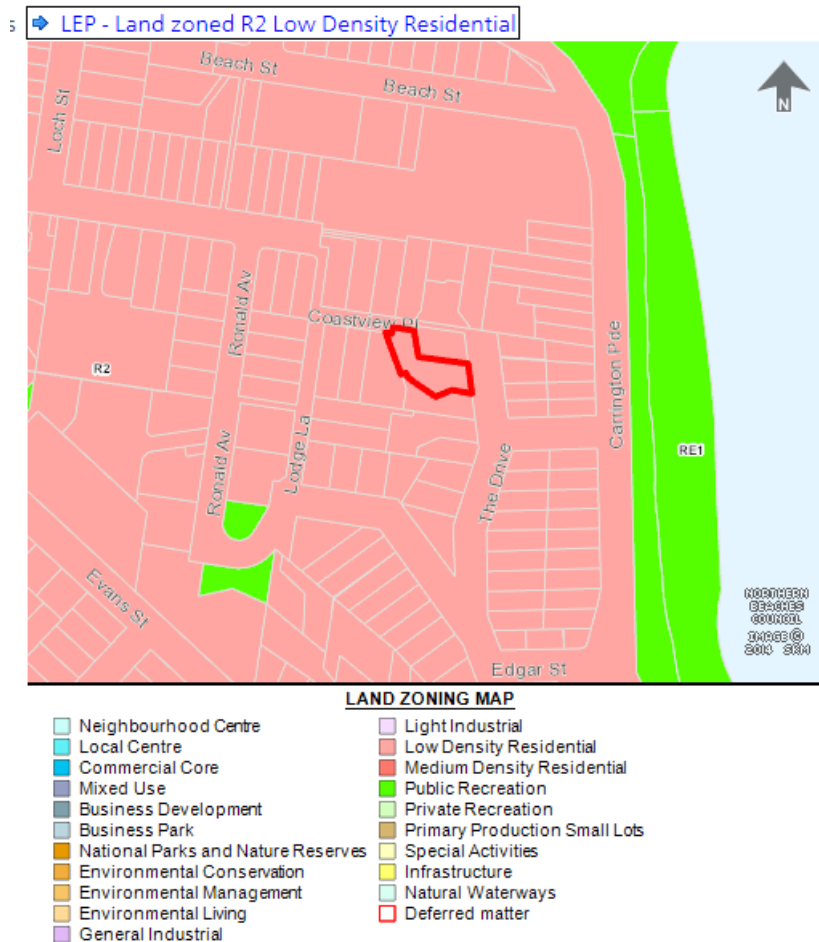 s
LEP - Land zoned R2 Low Density Residential
Beach St
Beach St
Loch St
N
Ronald Av
Coastview Pl
R2
Carrington Pde
RE1
Lodge La
Ronald Av
The Drive
Evans St
NORTHERN
BEACHES
COUNCIL
IMAGE ©
2014 SKM
Edgar St
LAND ZONING MAP
Neighbourhood Centre
Local Centre
Commercial Core
Mixed Use
Business Development
Business Park
National Parks and Nature Reserves
Environmental Conservation
Environmental Management
Environmental Living
General Industrial
Light Industrial
Low Density Residential
Medium Density Residential
Public Recreation
Private Recreation
Primary Production Small Lots
Special Activities
Infrastructure
Natural Waterways
Deferred matter